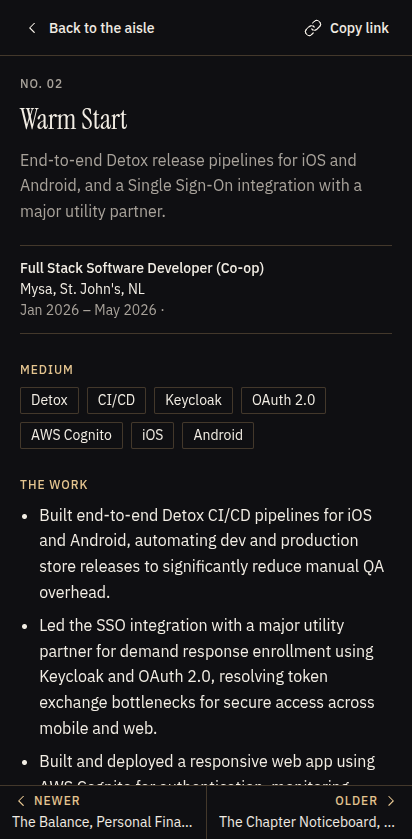 Back to the aisle
Copy link
NO. 02
Warm Start
End-to-end Detox release pipelines for iOS and
Android, and a Single Sign-On integration with a
major utility partner.
Full Stack Software Developer (Co-op)
Mysa, St. John's, NL
Jan 2026 – May 2026 ·
MEDIUM
Detox
CI/CD
Keycloak
OAuth 2.0
AWS Cognito
iOS
Android
THE WORK
• Built end-to-end Detox CI/CD pipelines for iOS
and Android, automating dev and production
store releases to significantly reduce manual QA
overhead.
• Led the SSO integration with a major utility
partner for demand response enrollment using
Keycloak and OAuth 2.0, resolving token
exchange bottlenecks for secure access across
mobile and web.
• Built and deployed a responsive web app using
AWS Cognito for authentication, monitoring
NEWER
The Balance, Personal Fina...
OLDER
The Chapter Noticeboard, ...